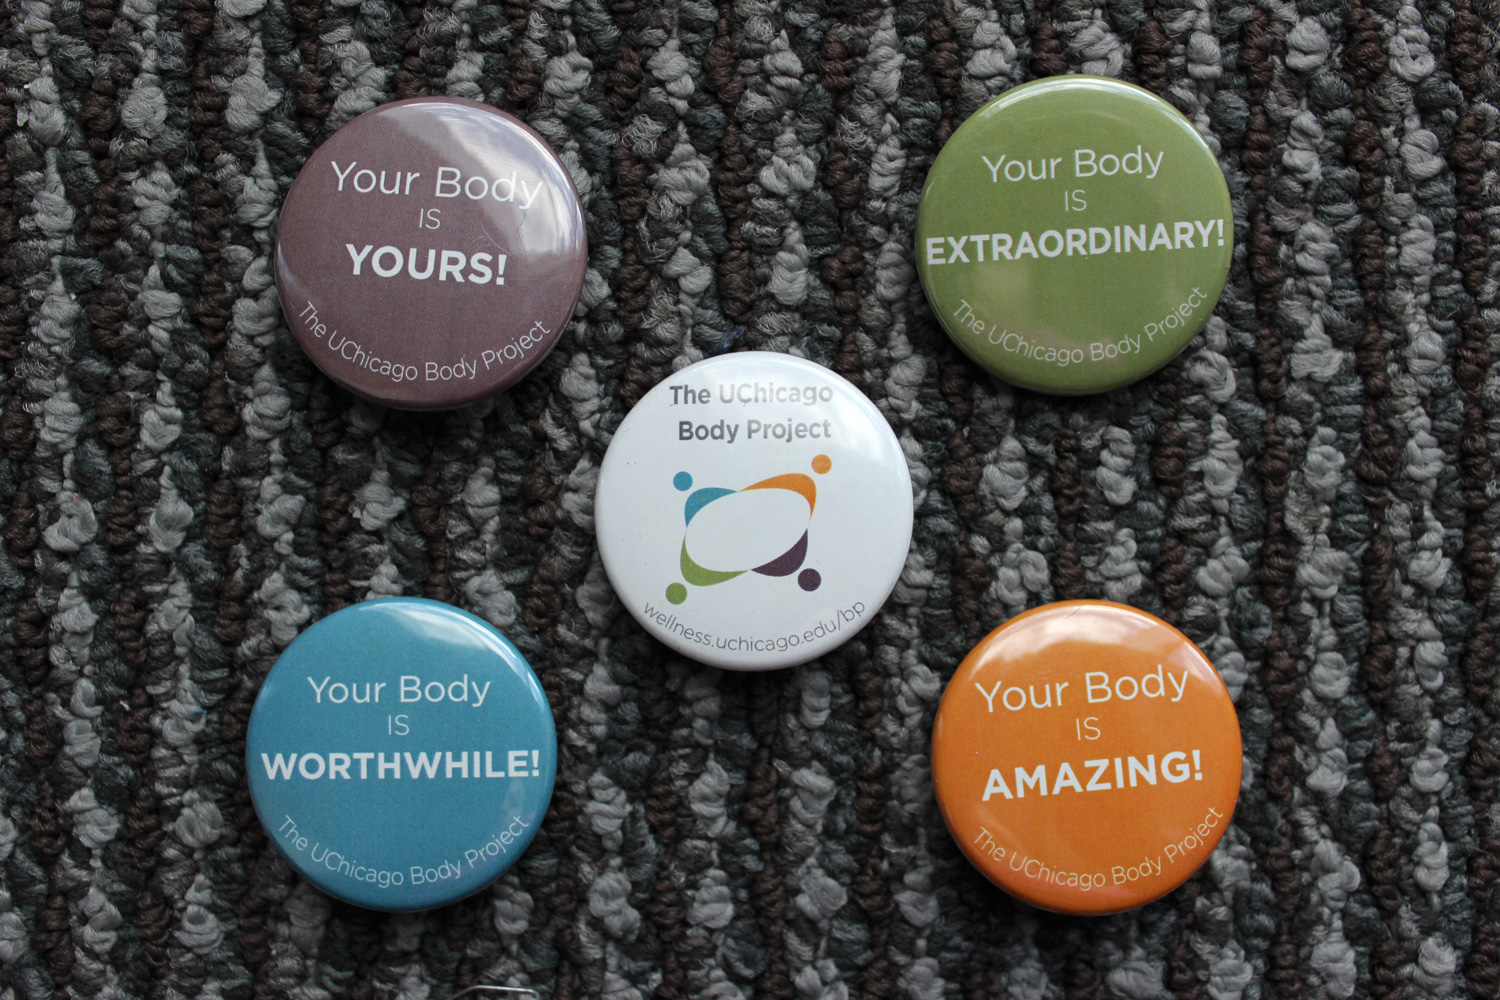 Your Body
IS
YOURS!
The UChicago Body Project
Your Body
IS
EXTRAORDINARY!
The UChicago Body Project
The UChicago
Body Project
wellness.uchicago.edu/bp
Your Body
IS
WORTHWHILE!
The UChicago Body Project
Your Body
IS
AMAZING!
The UChicago Body Project